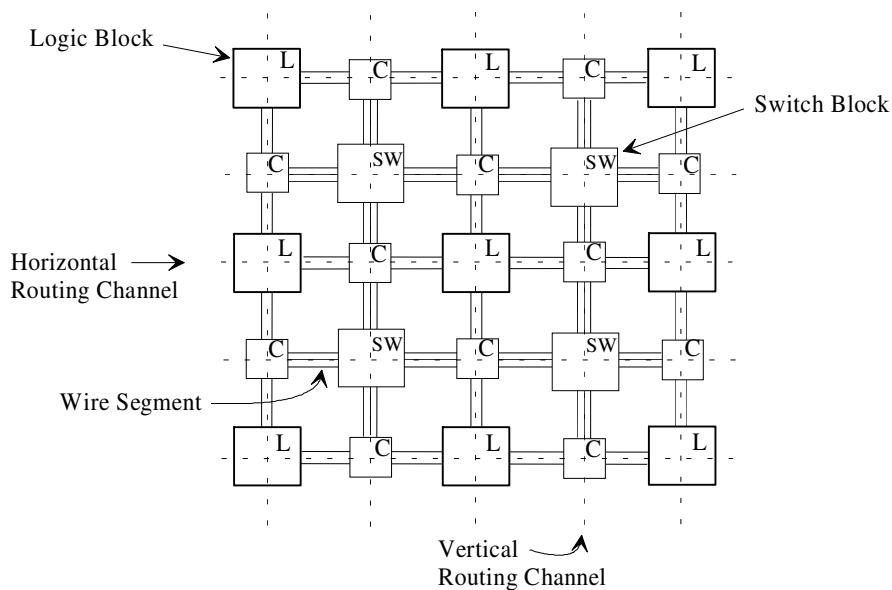 Logic Block
L C L C L
Switch Block
C SW C SW C
L C L C L
Horizontal
Routing Channel
C SW C SW C
Wire Segment
L C L C L
Vertical
Routing Channel